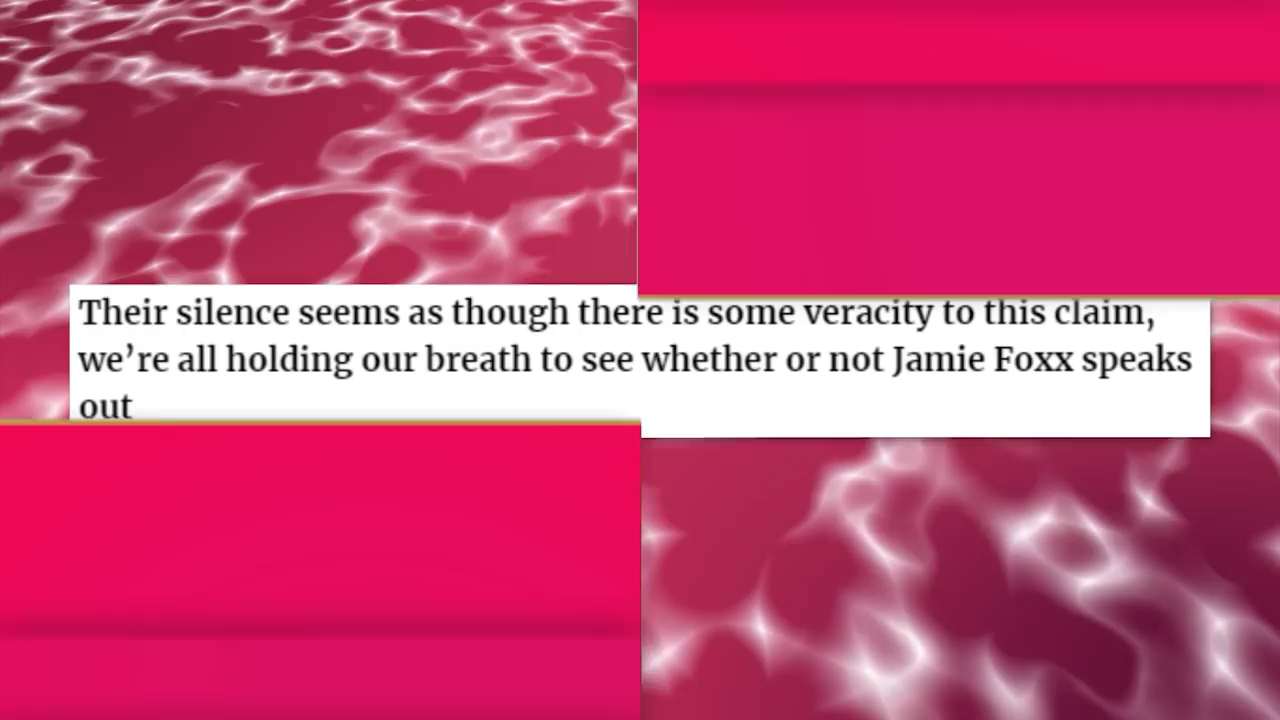 Their silence seems as though there is some veracity to this claim,
we’re all holding our breath to see whether or not Jamie Foxx speaks
out